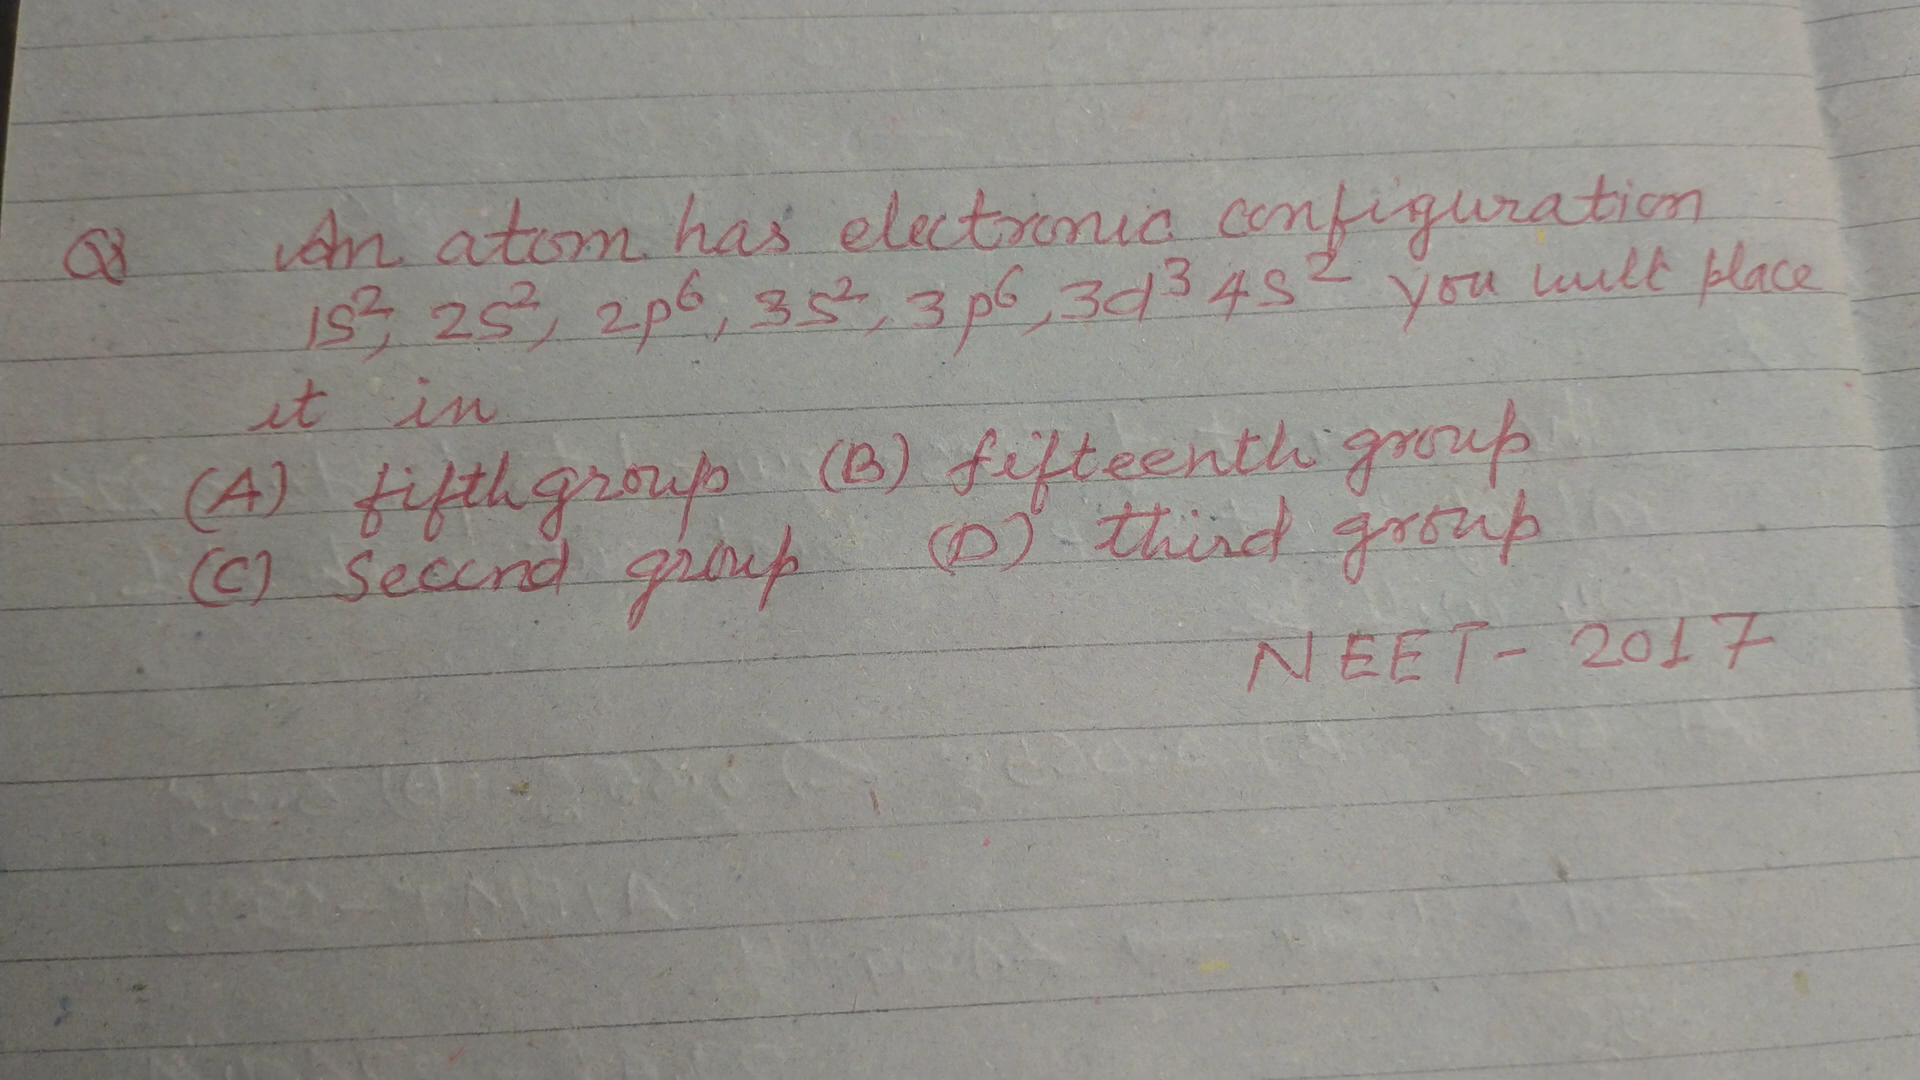 Q An atom has electronic configuration
1s², 2s², 2p⁶, 3s², 3p⁶, 3d³ 4s² you will place
it in
(A) fifth group (B) fifteenth group
(C) Second group (D) third group
NEET - 2017